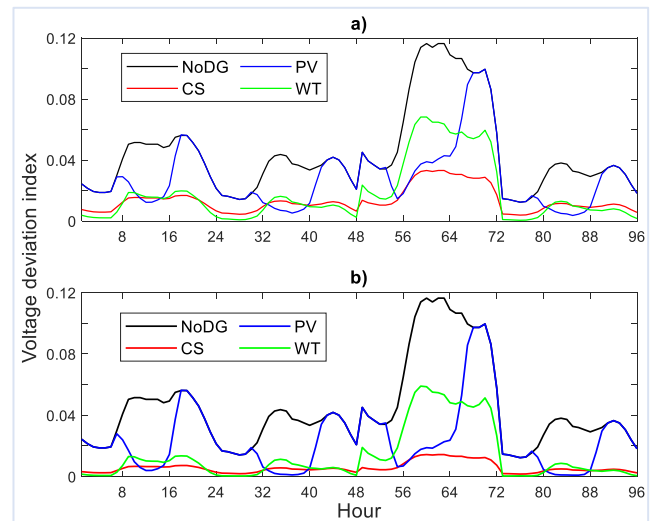 a)
0.12
0.08
0.04
0
NoDG
PV
CS
WT
8 16 24 32 40 48 56 64 72 80 88 96
Voltage deviation index
b)
0.12
0.08
0.04
0
NoDG
PV
CS
WT
8 16 24 32 40 48 56 64 72 80 88 96
Hour